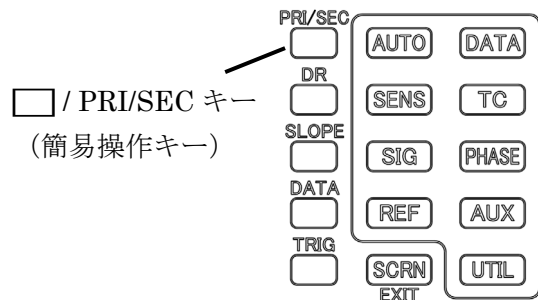 PRI/SEC
AUTO DATA
DR
□ / PRI/SEC キー
SENS TC
(簡易操作キー)
SLOPE
SIG PHASE
DATA
REF AUX
TRIG
SCRN UTIL
EXIT